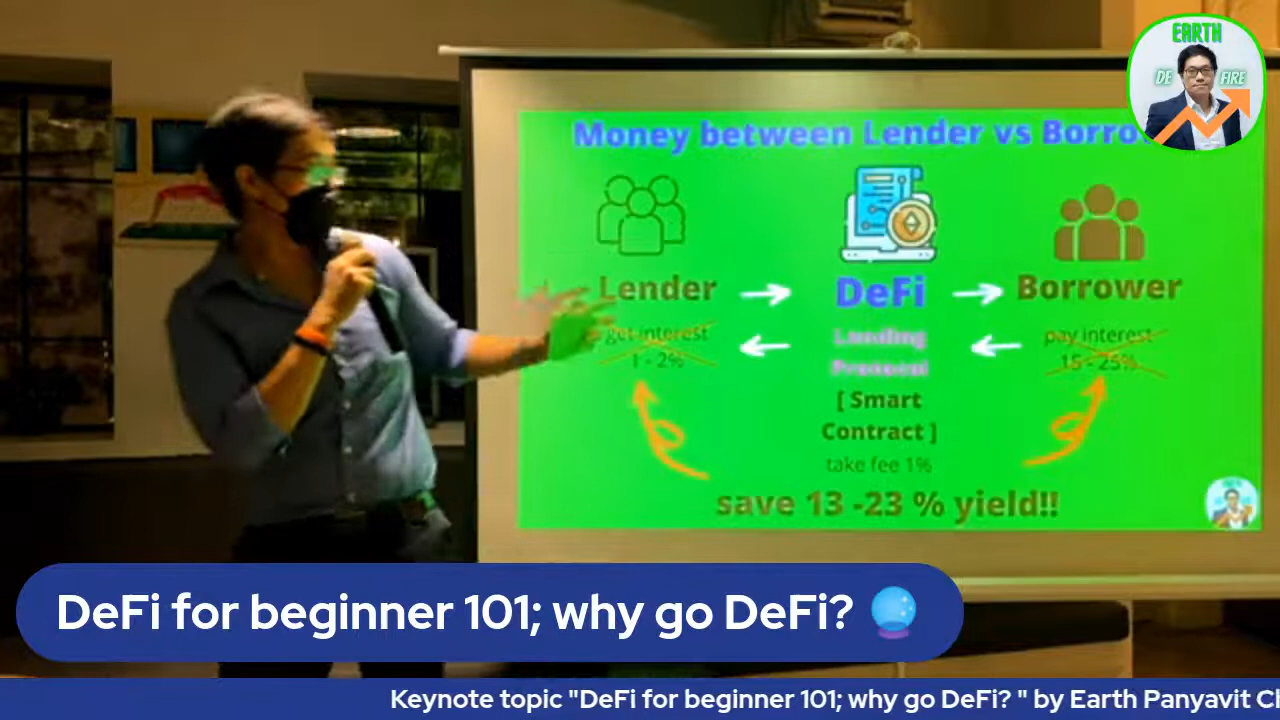 EARTH
DE FIRE
Money between Lender vs
Lender
DeFi
Borrower
get interest
1 - 2%
Lending
Protocol
pay interest
15 - 25%
[ Smart
Contract ]
take fee 1%
save 13 -23 % yield!!
DeFi for beginner 101; why go DeFi? 🔮
Keynote topic "DeFi for beginner 101; why go DeFi? " by Earth Panyavit